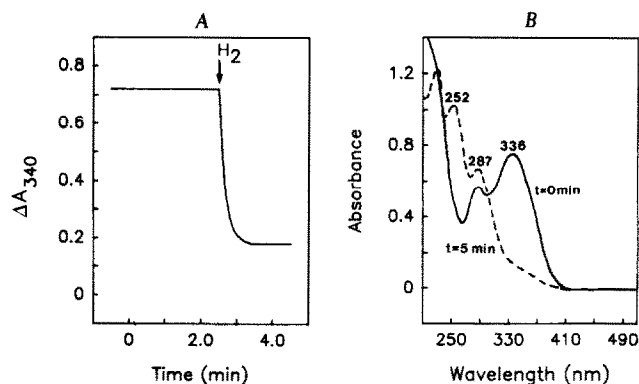 A
H2
0.8
0.6
0.4
0.2
0
ΔA340
0 2.0 4.0
Time (min)
B
1.2
0.8
0.4
0
Absorbance
252
336
287
t=0min
t=5 min
250 330 410 490
Wavelength (nm)